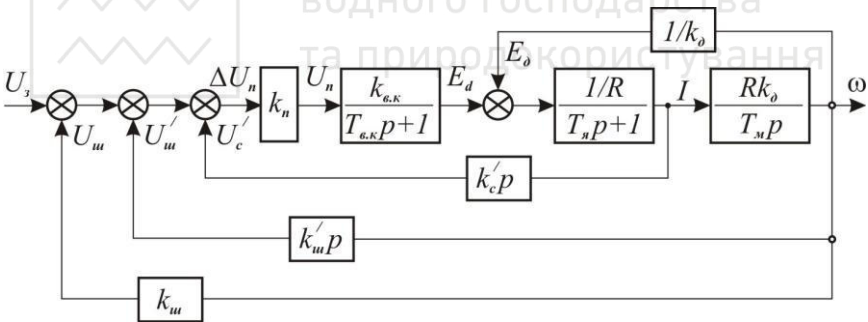 водного господарства
та природокористування
1/k_д
U_з
ΔU_п
U_п
E_d
E_д
I
ω
k_п
k_в.к
T_в.к p+1
1/R
T_я p+1
Rk_д
T_м p
U_ш
U_ш′
U_с′
k_с′p
k_ш′p
k_ш